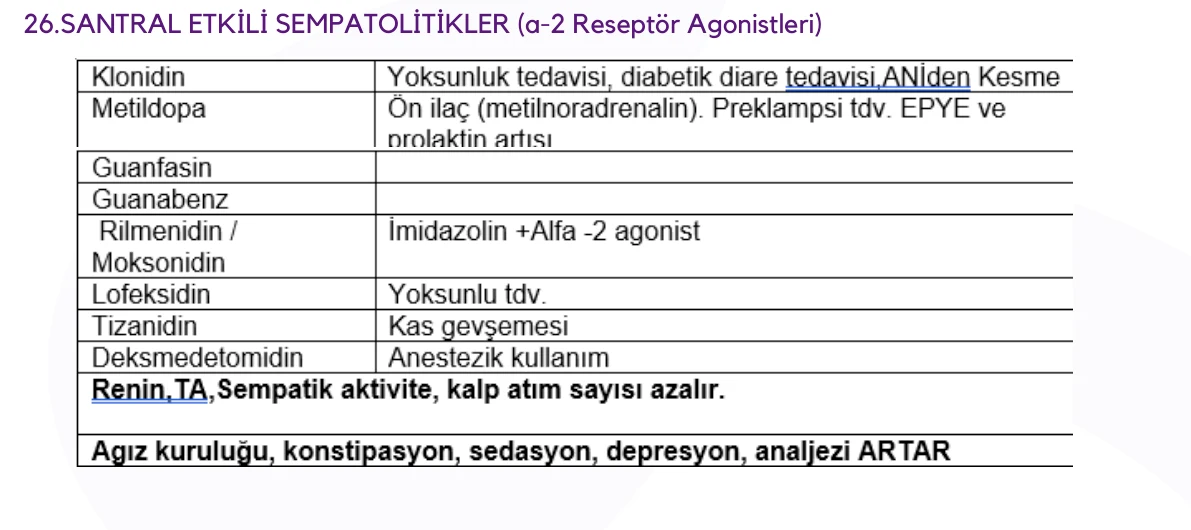 26.SANTRAL ETKİLİ SEMPATOLİTİKLER (α-2 Reseptör Agonistleri)
Klonidin Yoksunluk tedavisi, diabetik diare tedavisi,ANİden Kesme
Metildopa Ön ilaç (metilnoradrenalin). Preklampsi tdv. EPYE ve
prolaktin artışı
Guanfasin
Guanabenz
Rilmenidin / İmidazolin +Alfa -2 agonist
Moksonidin
Lofeksidin Yoksunlu tdv.
Tizanidin Kas gevşemesi
Deksmedetomidin Anestezik kullanım
Renin,TA,Sempatik aktivite, kalp atım sayısı azalır.
Agız kuruluğu, konstipasyon, sedasyon, depresyon, analjezi ARTAR